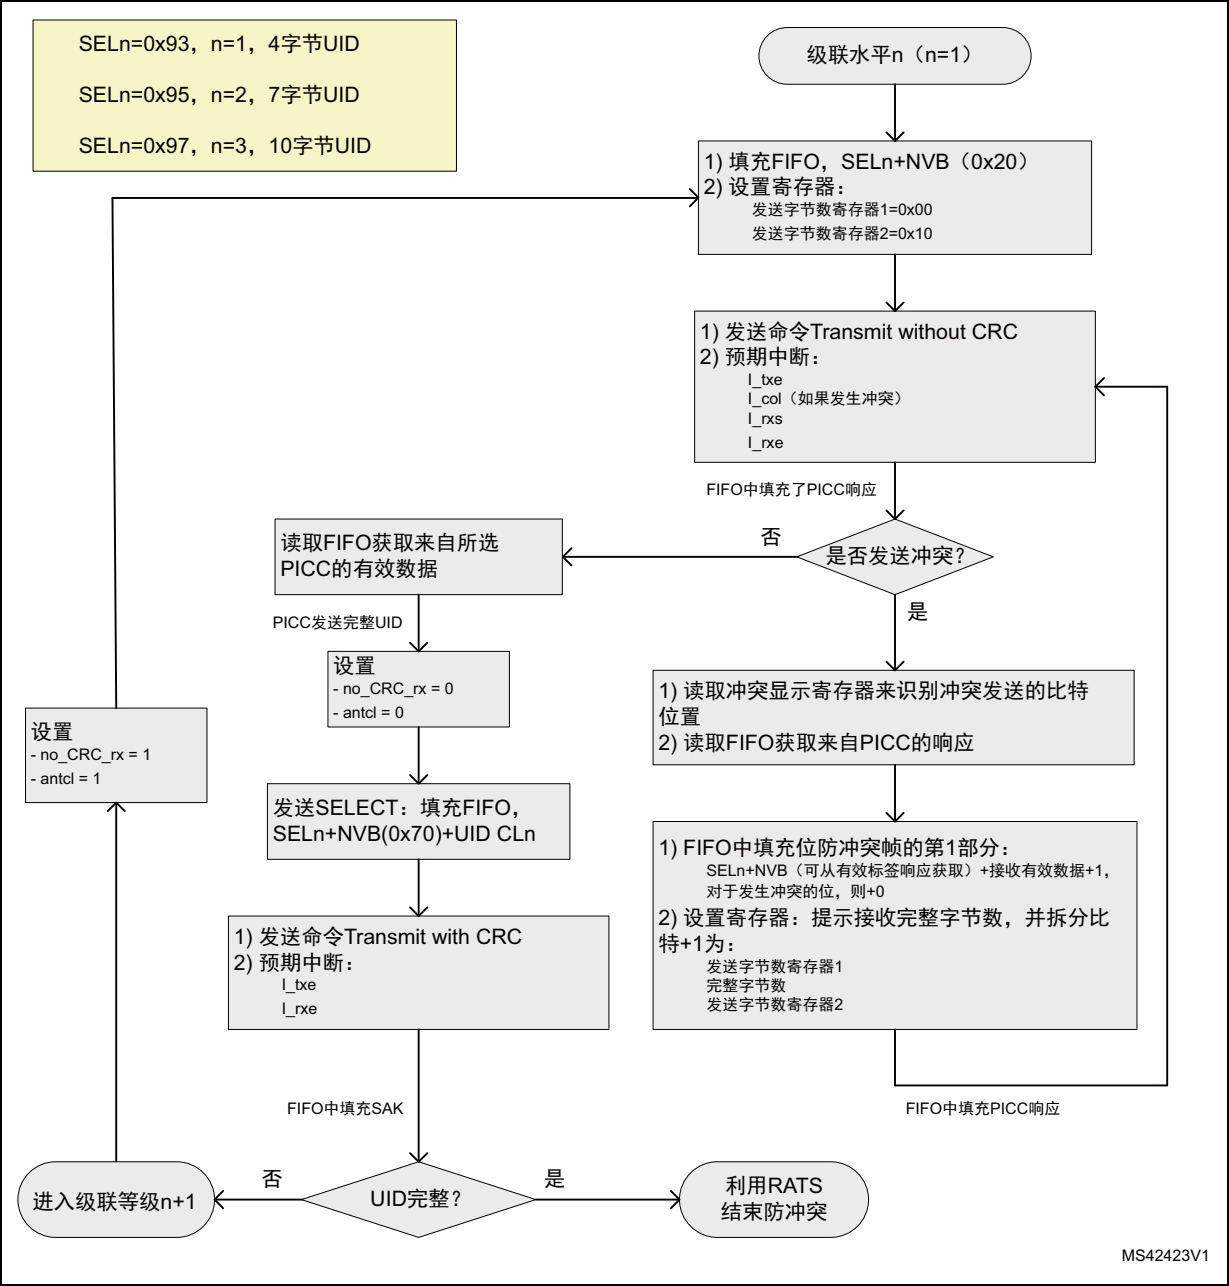 SELn=0x93，n=1，4字节UID
SELn=0x95，n=2，7字节UID
SELn=0x97，n=3，10字节UID
级联水平n（n=1）
1) 填充FIFO，SELn+NVB（0x20）
2) 设置寄存器：
发送字节数寄存器1=0x00
发送字节数寄存器2=0x10
1) 发送命令Transmit without CRC
2) 预期中断：
I_txe
I_col（如果发生冲突）
I_rxs
I_rxe
FIFO中填充了PICC响应
是否发送冲突？
否
是
读取FIFO获取来自所选
PICC的有效数据
PICC发送完整UID
设置
- no_CRC_rx = 0
- antcl = 0
1) 读取冲突显示寄存器来识别冲突发送的比特
位置
2) 读取FIFO获取来自PICC的响应
设置
- no_CRC_rx = 1
- antcl = 1
发送SELECT：填充FIFO，
SELn+NVB(0x70)+UID CLn
1) FIFO中填充位防冲突帧的第1部分：
SELn+NVB（可从有效标签响应获取）+接收有效数据+1，
对于发生冲突的位，则+0
2) 设置寄存器：提示接收完整字节数，并拆分比
特+1为：
发送字节数寄存器1
完整字节数
发送字节数寄存器2
1) 发送命令Transmit with CRC
2) 预期中断：
I_txe
I_rxe
FIFO中填充SAK
FIFO中填充PICC响应
UID完整？
否
是
进入级联等级n+1
利用RATS
结束防冲突
MS42423V1